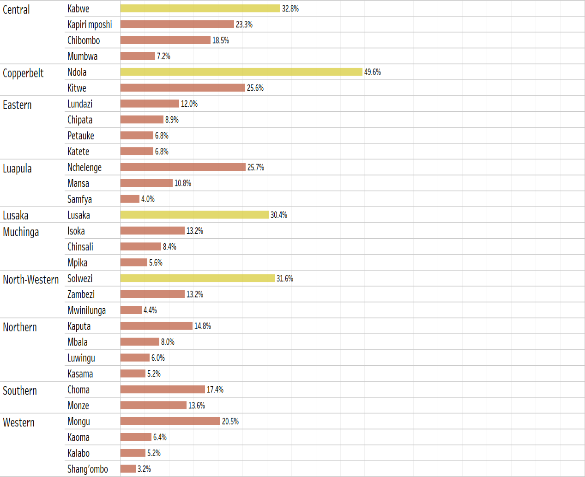 Central Kabwe 32.8%
Kapiri mposhi 23.3%
Chibombo 18.5%
Mumbwa 7.2%
Copperbelt Ndola 49.6%
Kitwe 25.6%
Eastern Lundazi 12.0%
Chipata 8.9%
Petauke 6.8%
Katete 6.8%
Luapula Nchelenge 25.7%
Mansa 10.8%
Samfya 4.0%
Lusaka Lusaka 30.4%
Muchinga Isoka 13.2%
Chinsali 8.4%
Mpika 5.6%
North-Western Solwezi 31.6%
Zambezi 13.2%
Mwinilunga 4.4%
Northern Kaputa 14.8%
Mbala 8.0%
Luwingu 6.0%
Kasama 5.2%
Southern Choma 17.4%
Monze 13.6%
Western Mongu 20.5%
Kaoma 6.4%
Kalabo 5.2%
Shang'ombo 3.2%